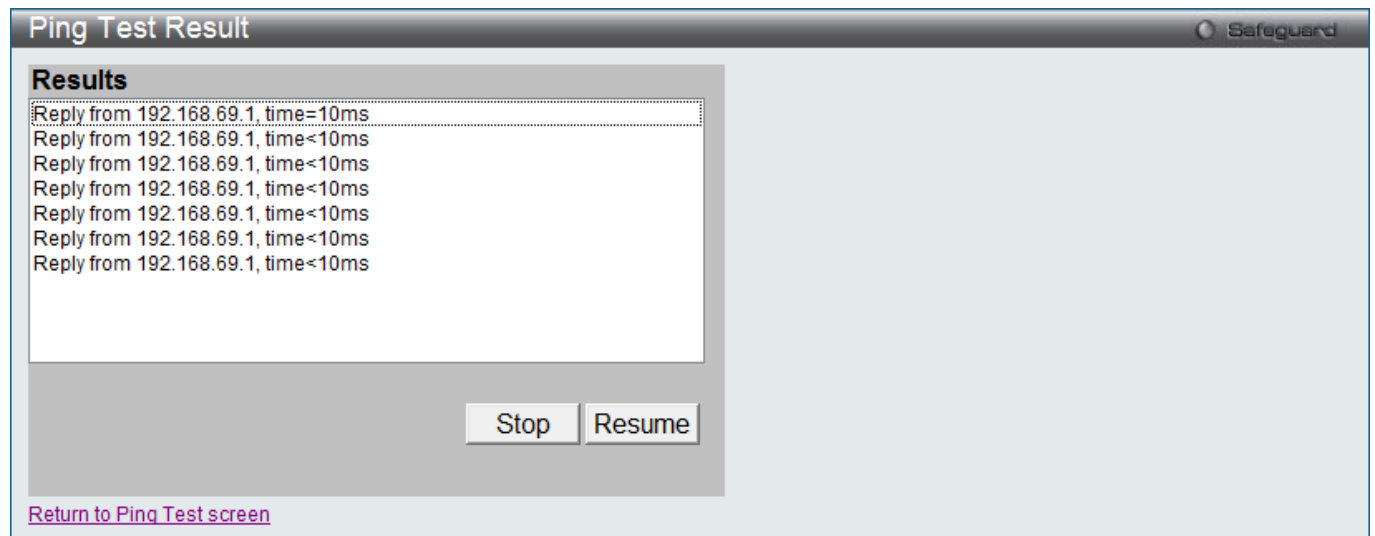 Ping Test Result
Safeguard
Results
Reply from 192.168.69.1, time=10ms
Reply from 192.168.69.1, time<10ms
Reply from 192.168.69.1, time<10ms
Reply from 192.168.69.1, time<10ms
Reply from 192.168.69.1, time<10ms
Reply from 192.168.69.1, time<10ms
Reply from 192.168.69.1, time<10ms
Stop
Resume
Return to Ping Test screen